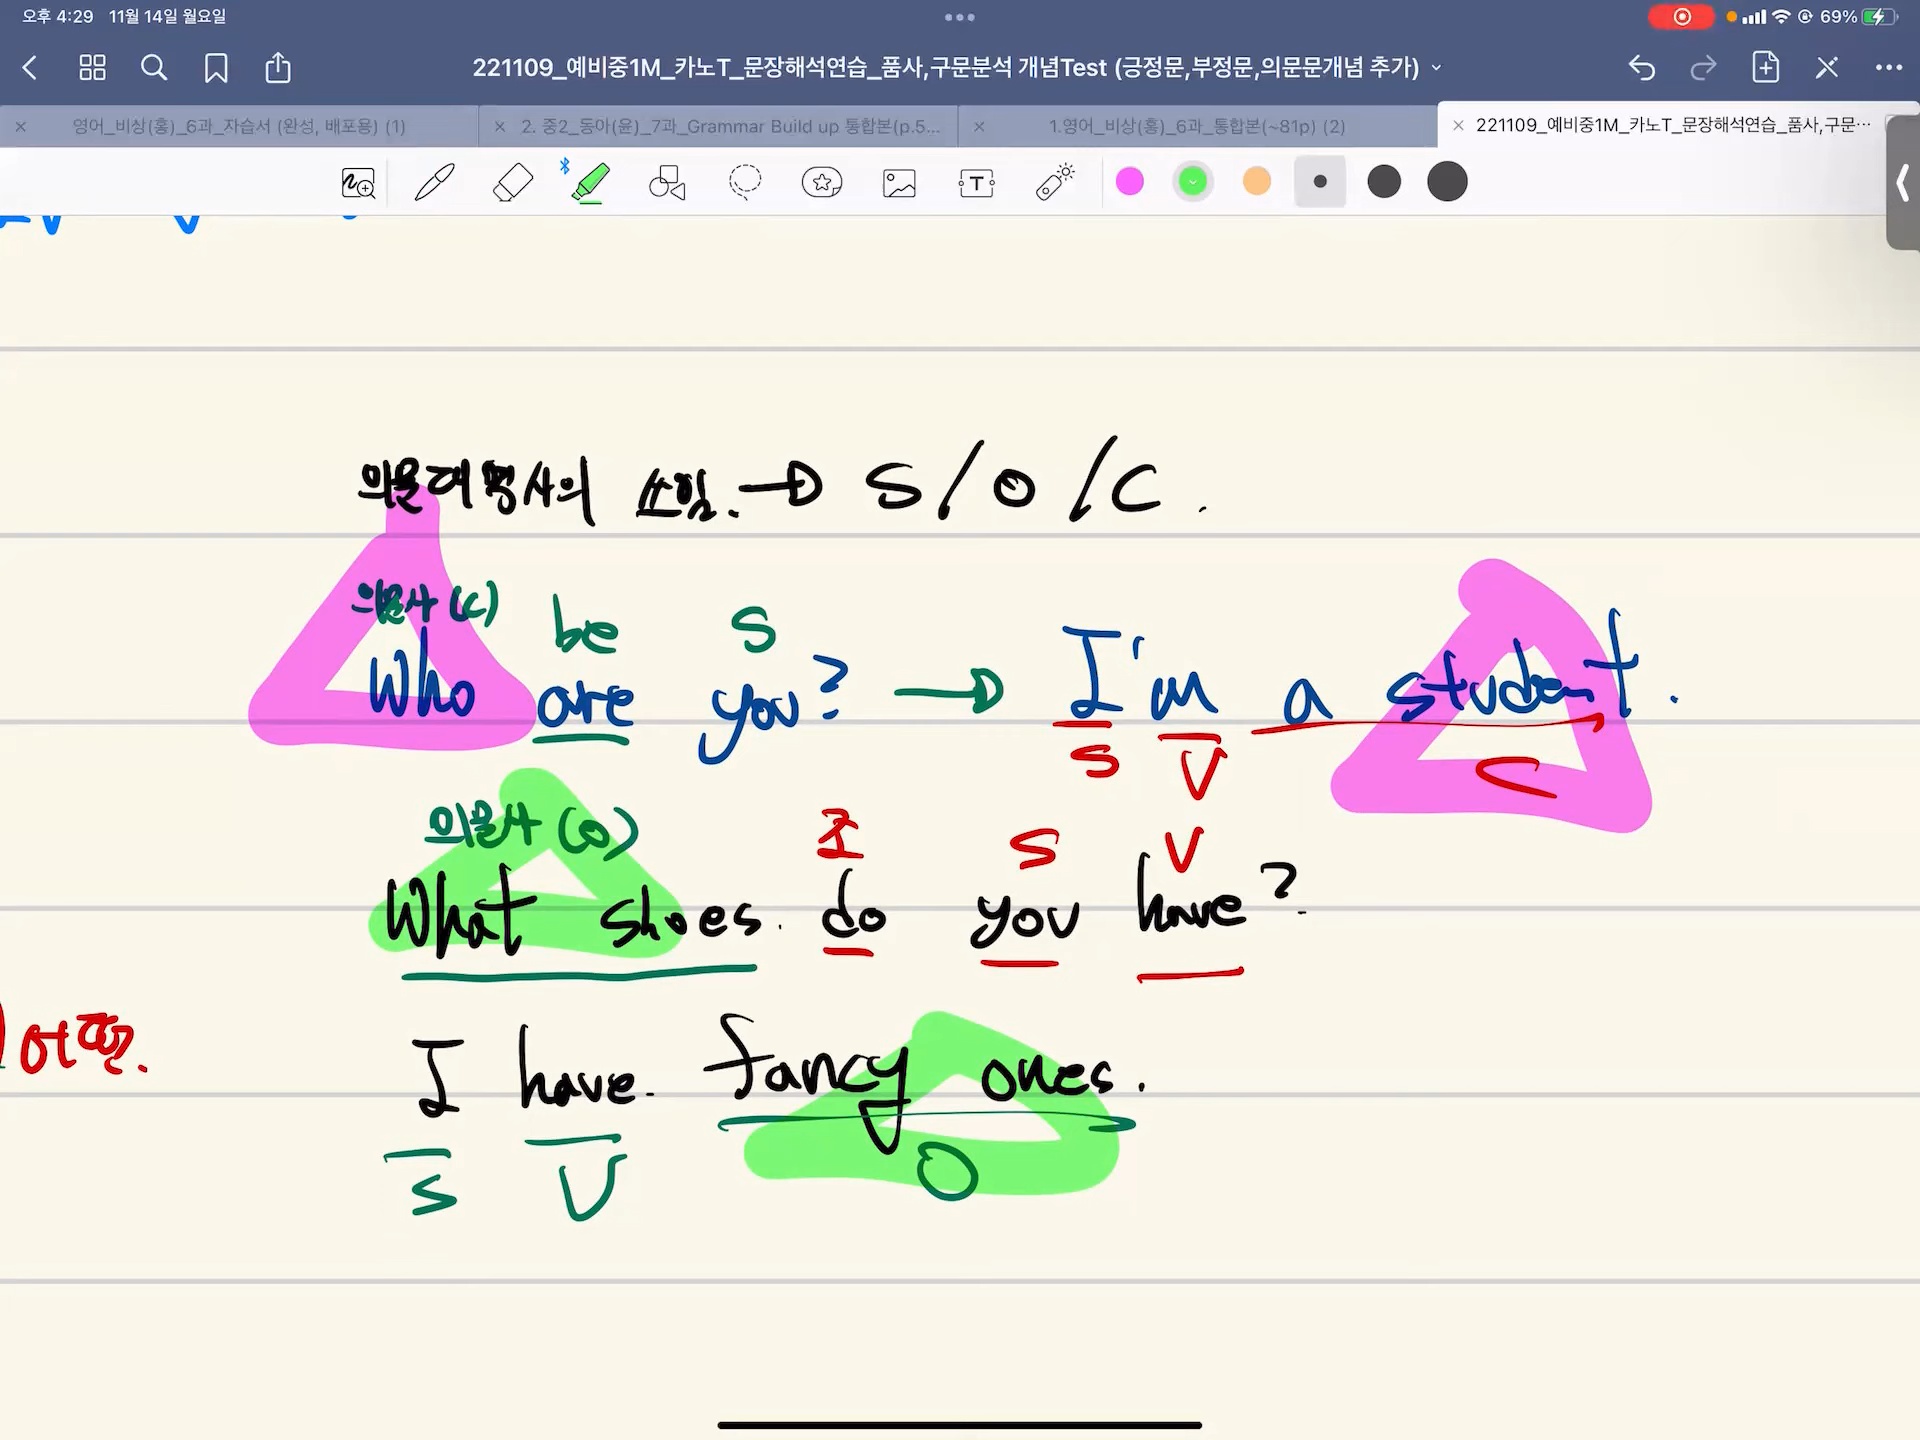 오후 4:29 11월 14일 월요일
69%
221109_예비중1M_카노T_문장해석연습_품사,구문분석 개념Test (긍정문,부정문,의문문개념 추가)
영어_비상(홍)_6과_자습서 (완성, 배포용) (1)
2. 중2_동아(윤)_7과_Grammar Build up 통합본(p.5...
1.영어_비상(홍)_6과_통합본(~81p) (2)
221109_예비중1M_카노T_문장해석연습_품사,구문···
의문대명사의 쓰임. → S / O / C .
의문사 (C) be S
Who are you? → I'm a student.
S V C
의문사 (O) 조 S V
What shoes. do you have?
어떤.
I have. fancy ones.
S V O